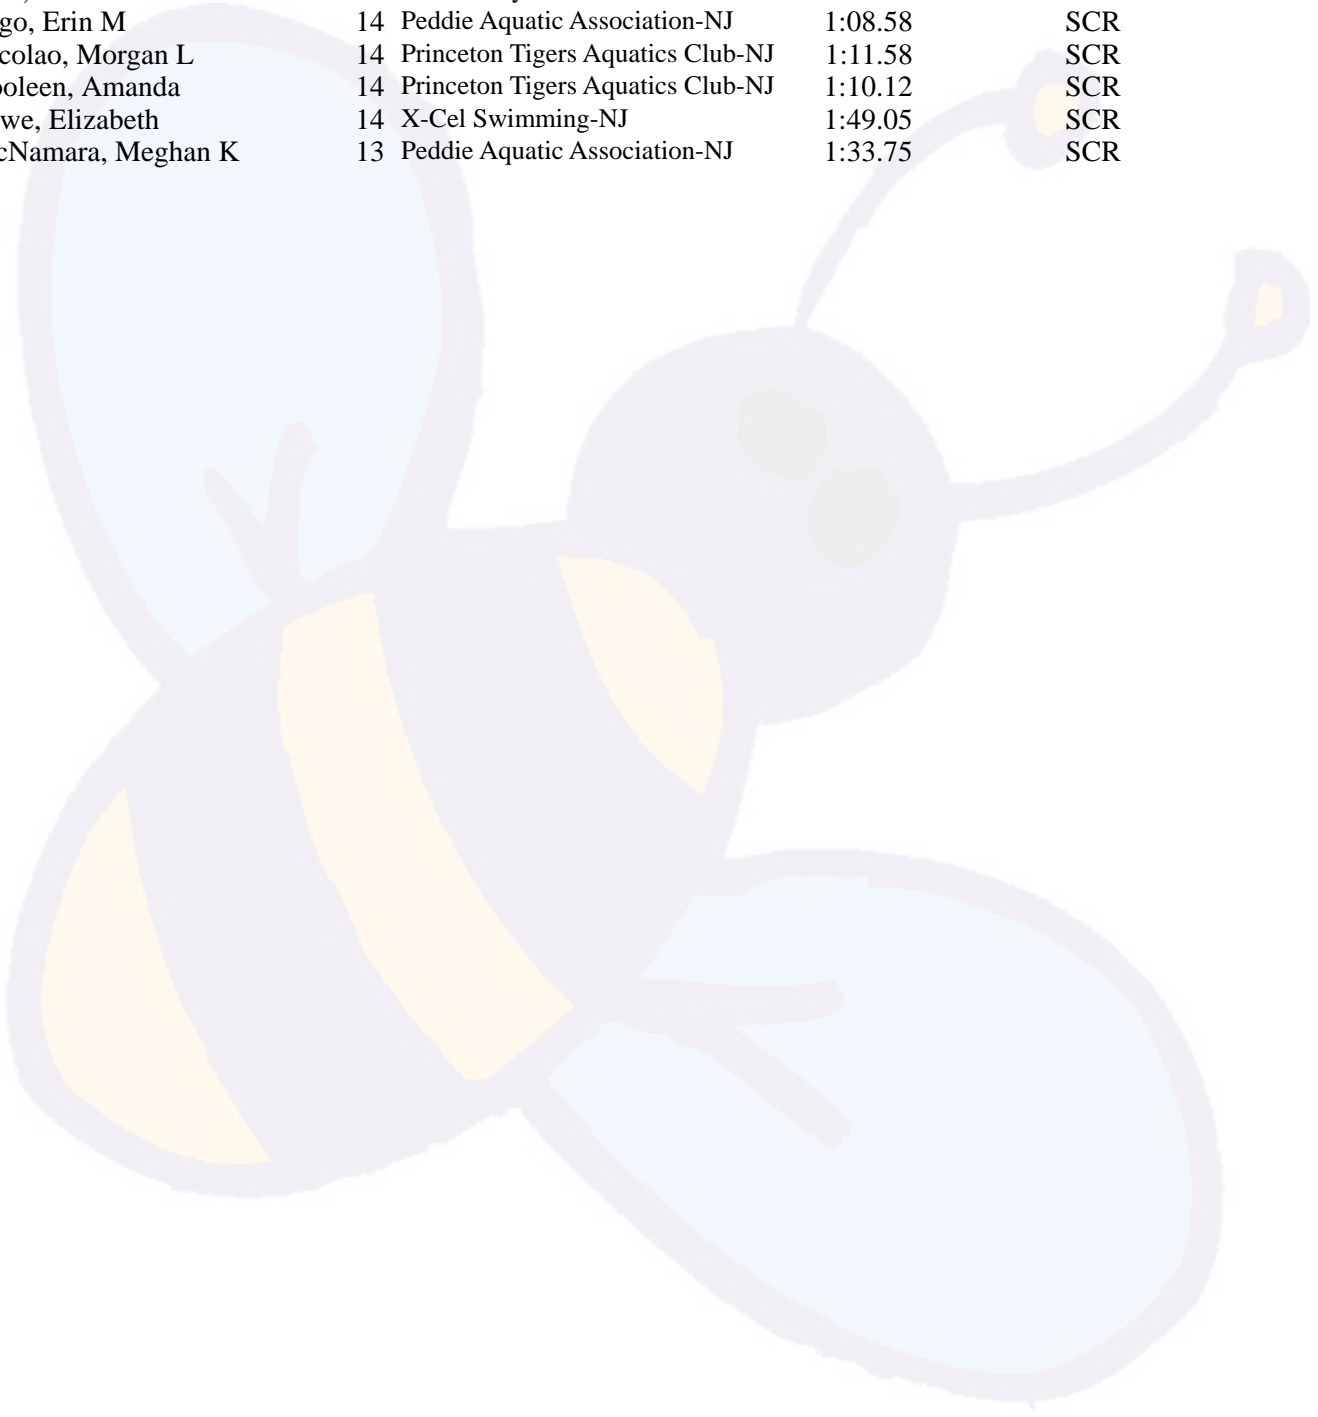 go, Erin M 14 Peddie Aquatic Association-NJ 1:08.58 SCR
colao, Morgan L 14 Princeton Tigers Aquatics Club-NJ 1:11.58 SCR
ooleen, Amanda 14 Princeton Tigers Aquatics Club-NJ 1:10.12 SCR
we, Elizabeth 14 X-Cel Swimming-NJ 1:49.05 SCR
cNamara, Meghan K 13 Peddie Aquatic Association-NJ 1:33.75 SCR